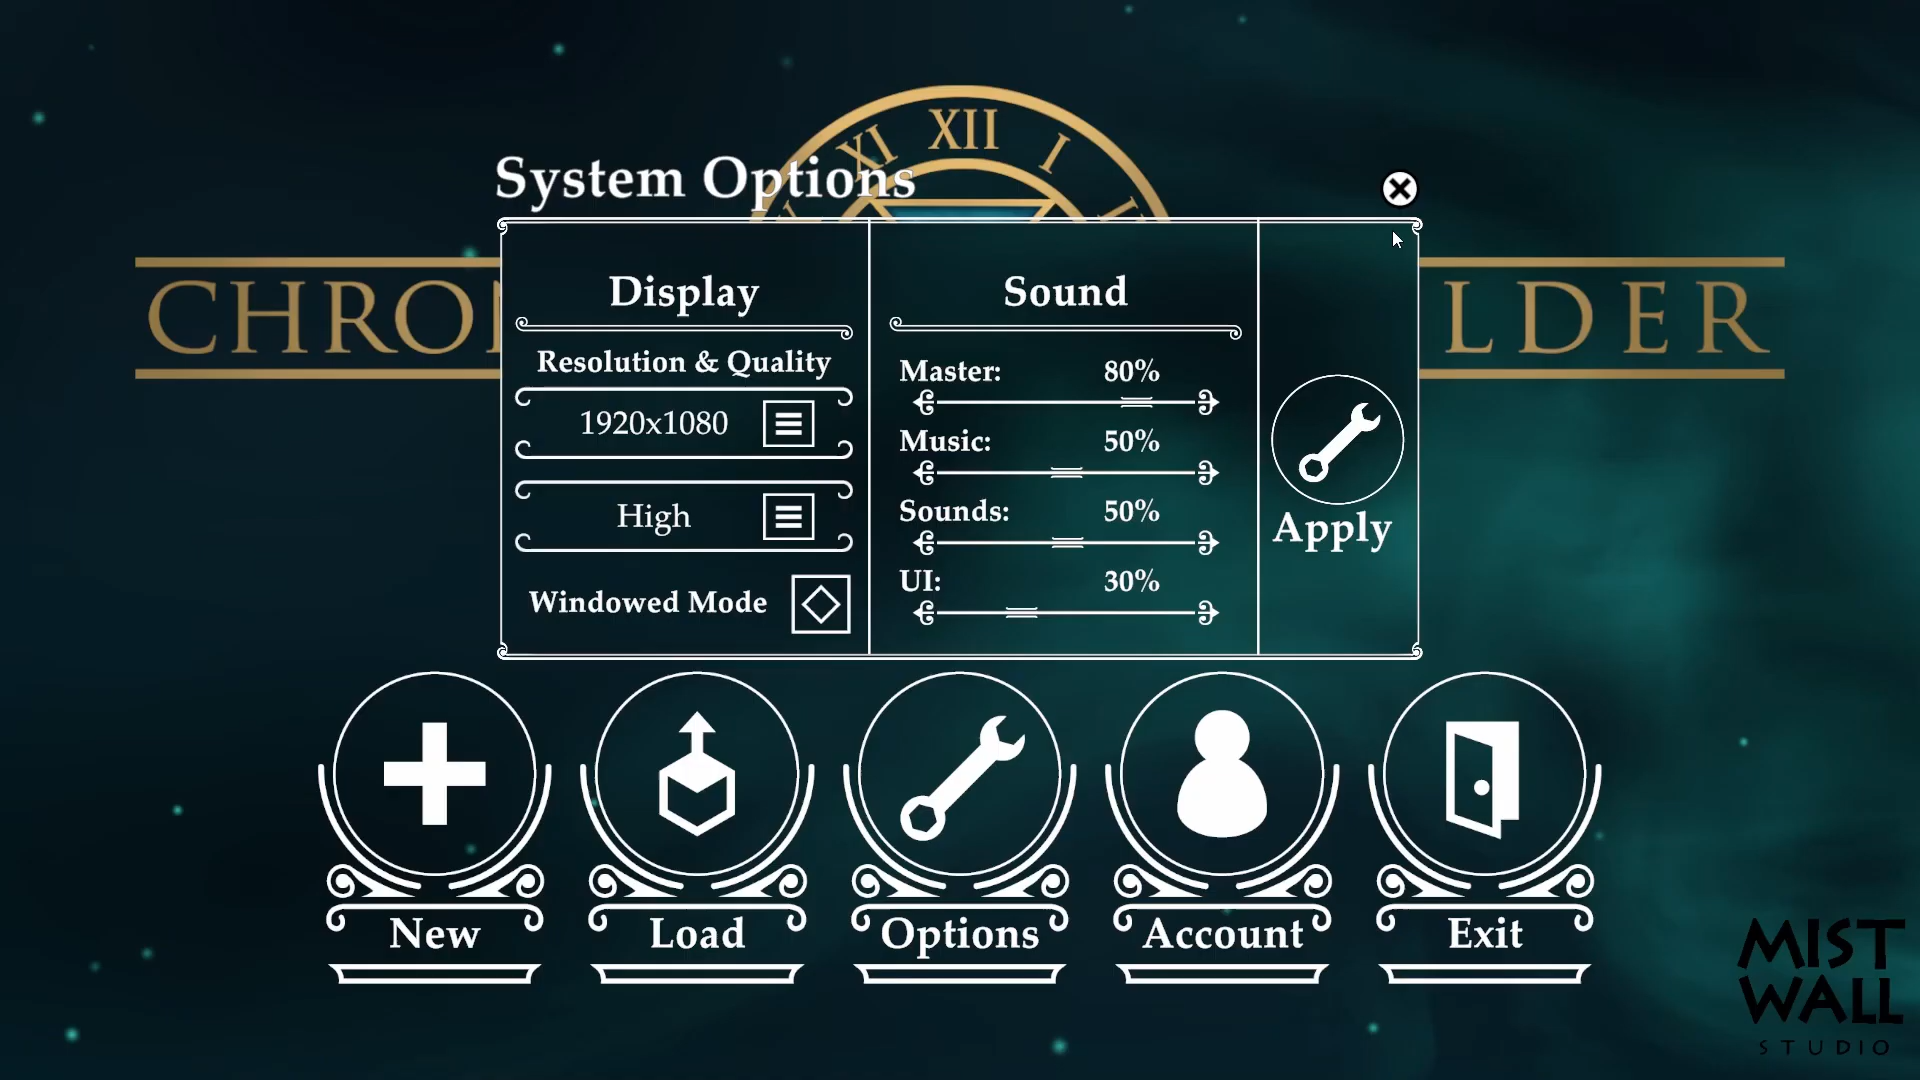 XI XII I
System Options
CHRO
LDER
Display
Resolution & Quality
1920x1080
High
Windowed Mode
Sound
Master: 80%
Music: 50%
Sounds: 50%
UI: 30%
Apply
New
Load
Options
Account
Exit
MIST
WALL
STUDIO